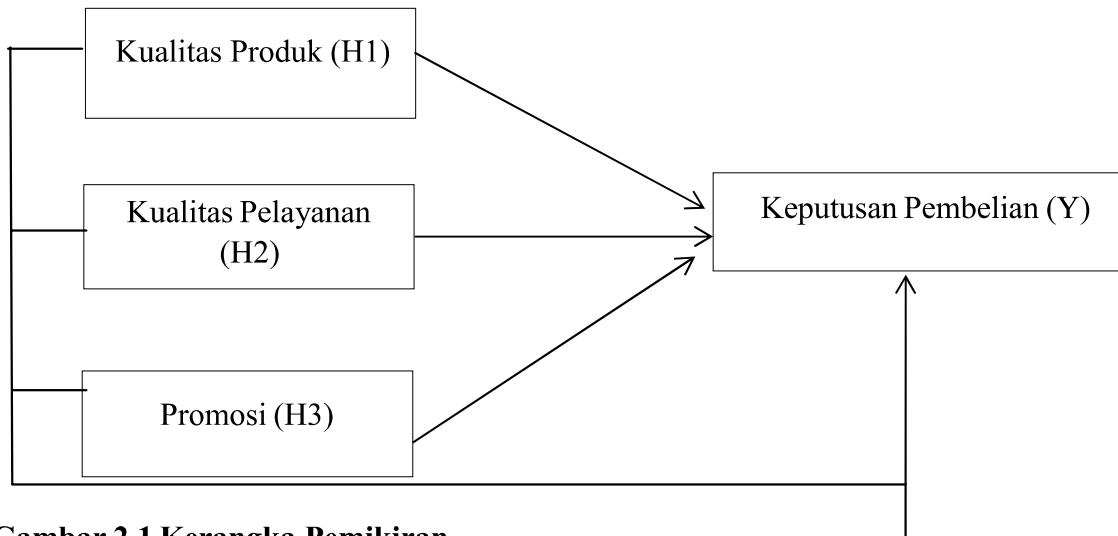 Kualitas Produk (H1)
Kualitas Pelayanan
(H2)
Keputusan Pembelian (Y)
Promosi (H3)
Gambar 2.1 Kerangka Pemikiran